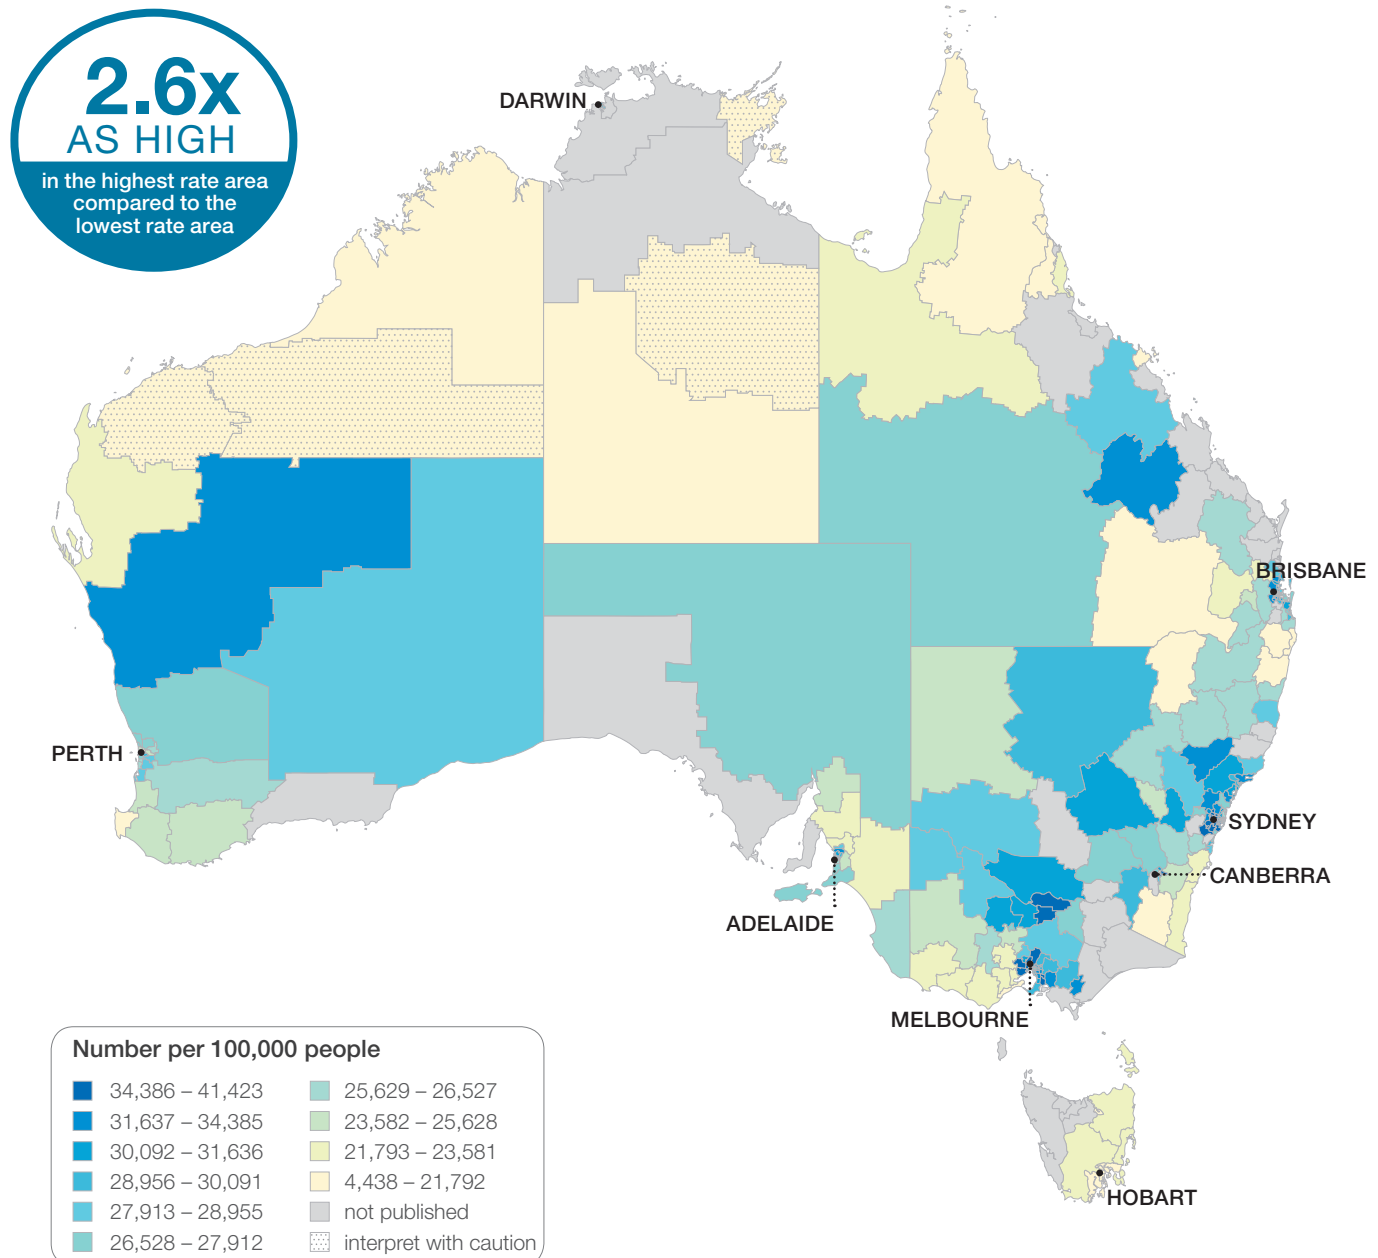 2.6x
AS HIGH
in the highest rate area
compared to the
lowest rate area
DARWIN
BRISBANE
PERTH
SYDNEY
CANBERRA
ADELAIDE
MELBOURNE
HOBART
Number per 100,000 people
34,386 – 41,423
31,637 – 34,385
30,092 – 31,636
28,956 – 30,091
27,913 – 28,955
26,528 – 27,912
25,629 – 26,527
23,582 – 25,628
21,793 – 23,581
4,438 – 21,792
not published
interpret with caution